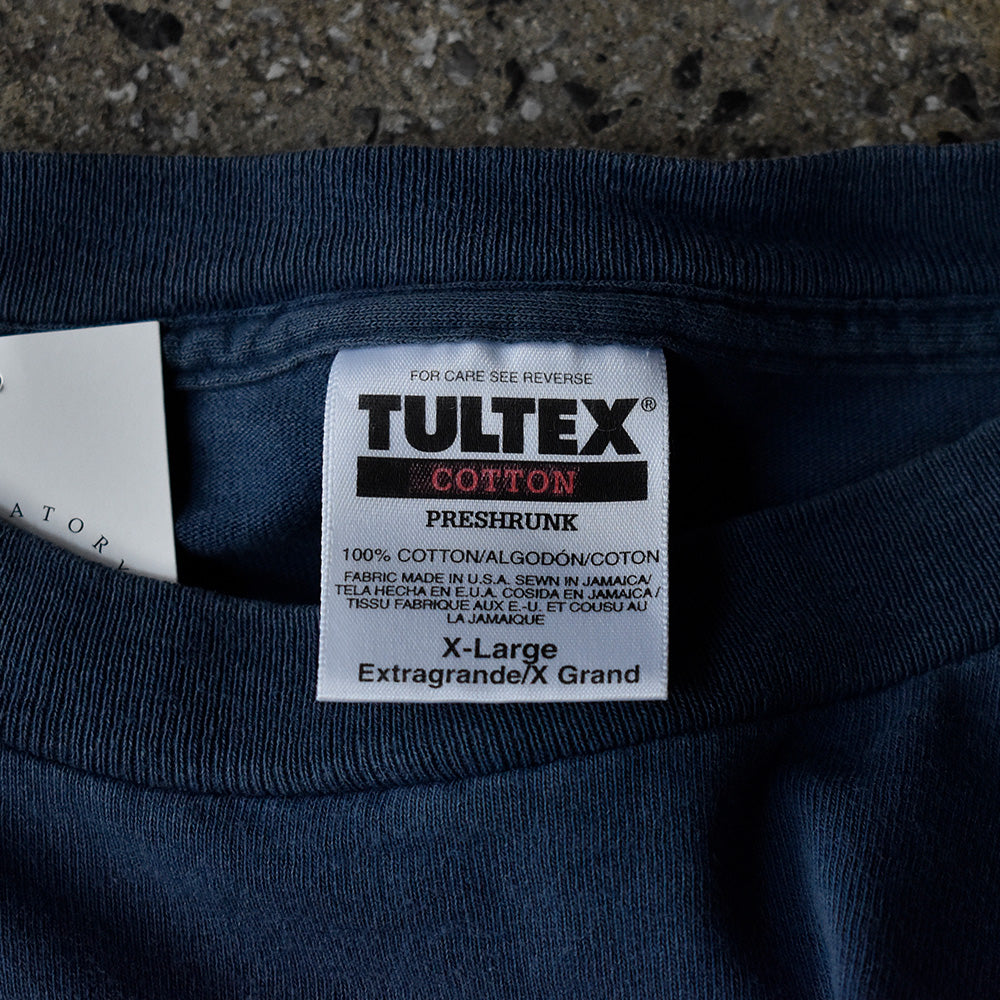 FOR CARE SEE REVERSE
TULTEX®
COTTON
PRESHRUNK
100% COTTON/ALGODÓN/COTON
FABRIC MADE IN U.S.A. SEWN IN JAMAICA/
TELA HECHA EN E.U.A. COSIDA EN JAMAICA/
TISSU FABRIQUE AUX E.-U. ET COUSU AU
LA JAMAIQUE
X-Large
Extragrande/X Grand